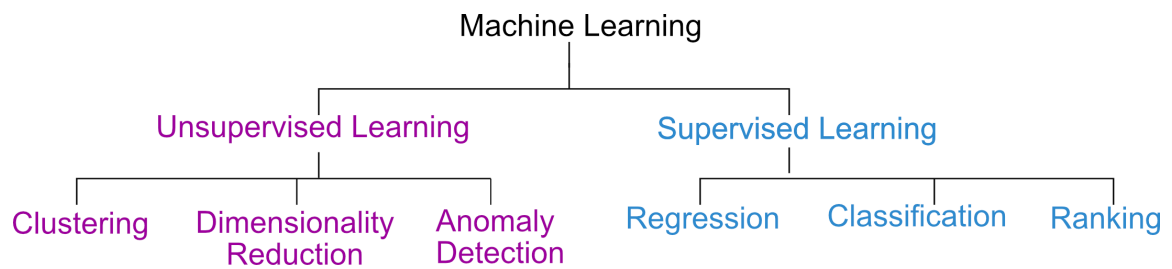 Machine Learning
Unsupervised Learning
Supervised Learning
Clustering
Dimensionality
Reduction
Anomaly
Detection
Regression
Classification
Ranking